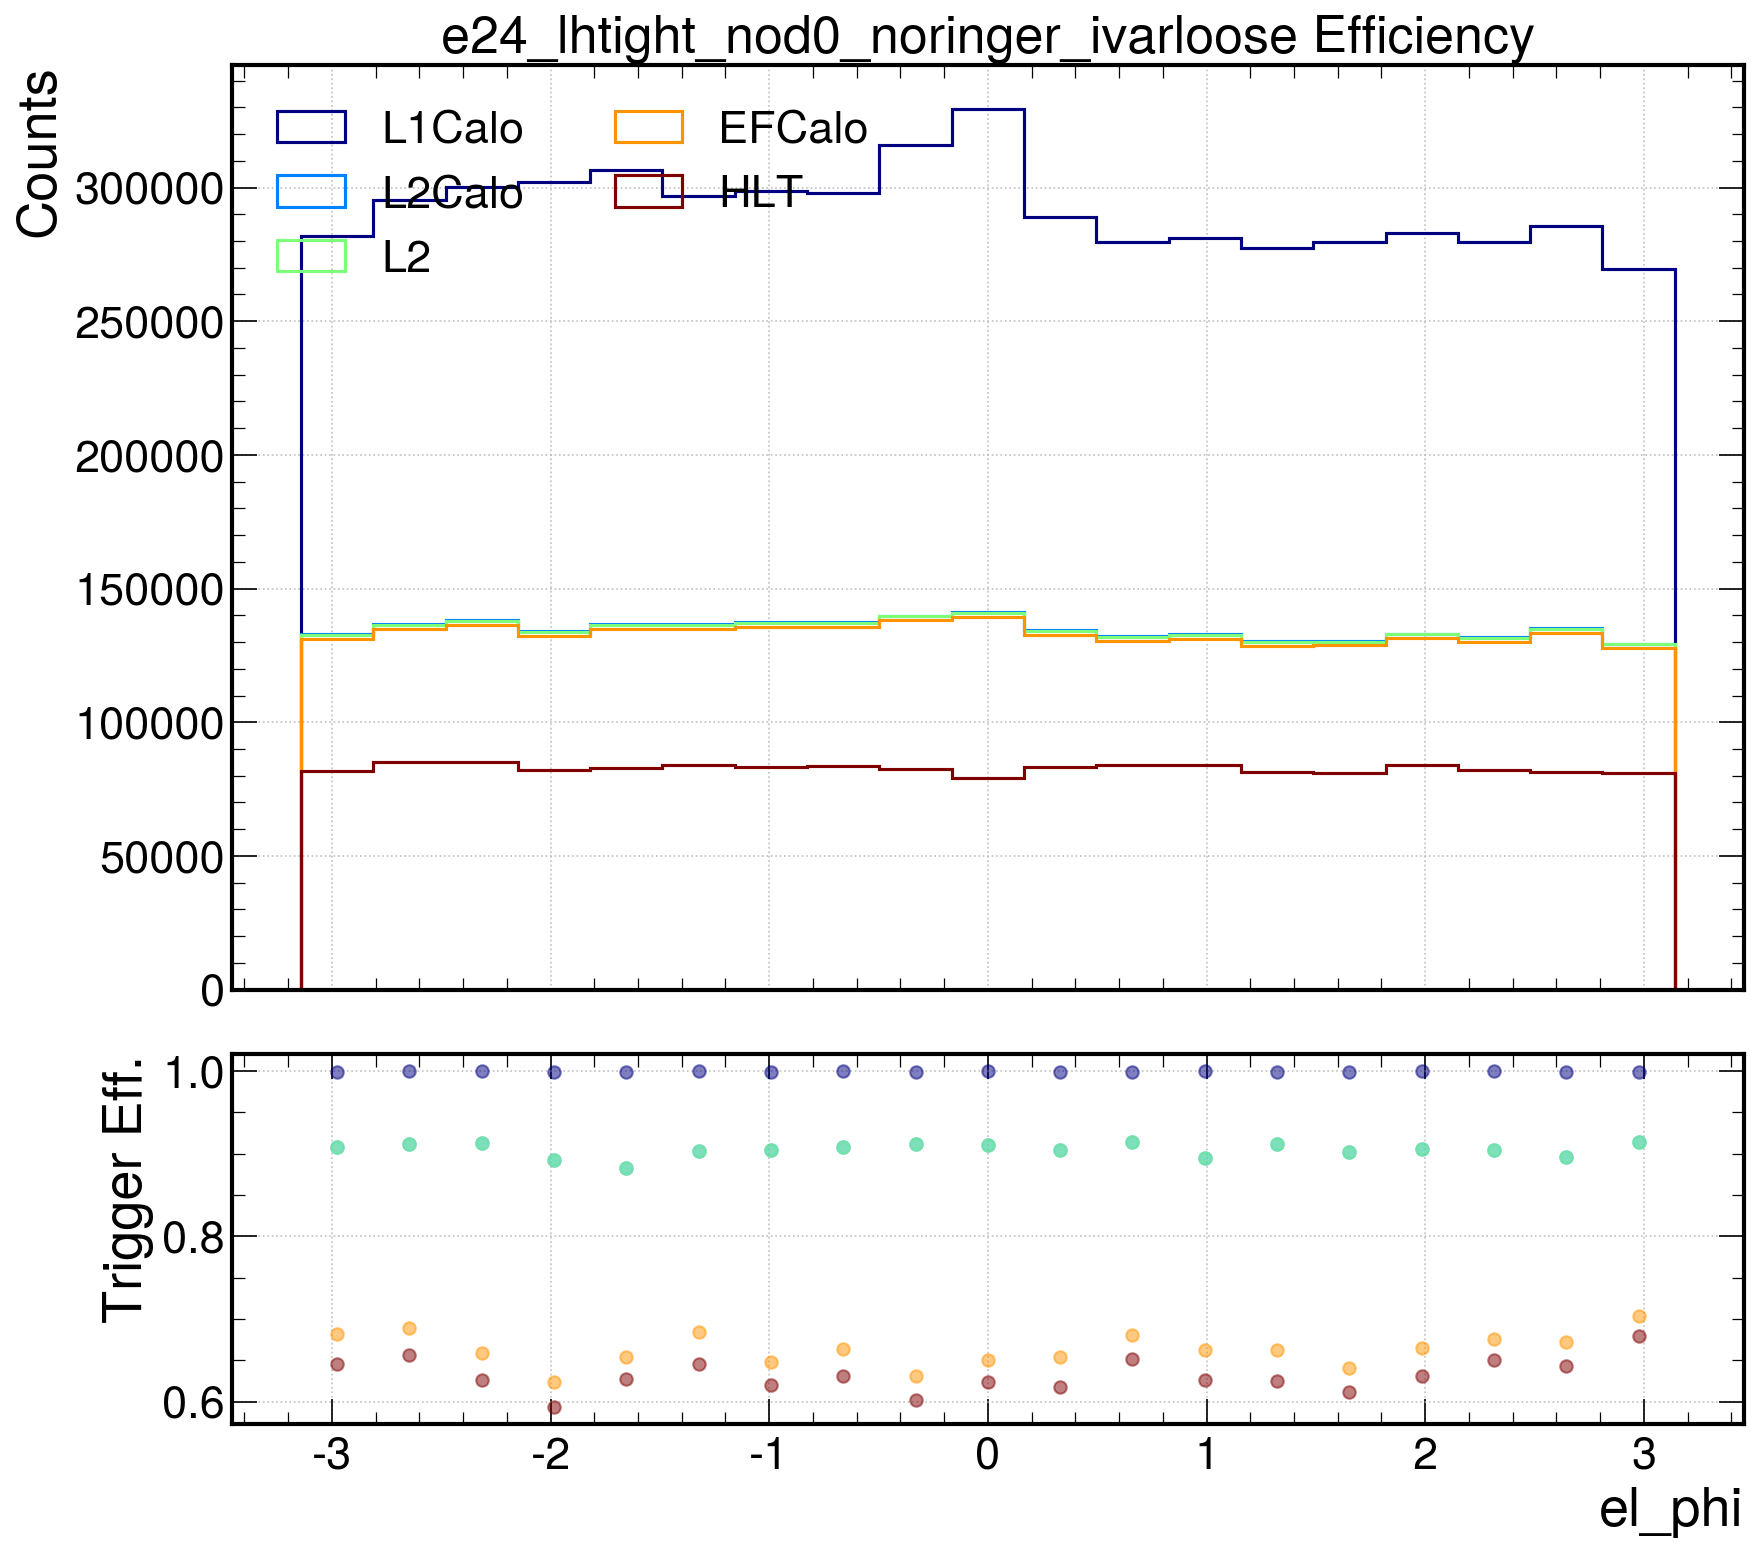 e24_lhtight_nod0_noringer_ivarloose Efficiency
Counts
L1Calo
L2Calo
L2
EFCalo
HLT
300000
250000
200000
150000
100000
50000
0
Trigger Eff.
1.0
0.8
0.6
-3 -2 -1 0 1 2 3
el_phi